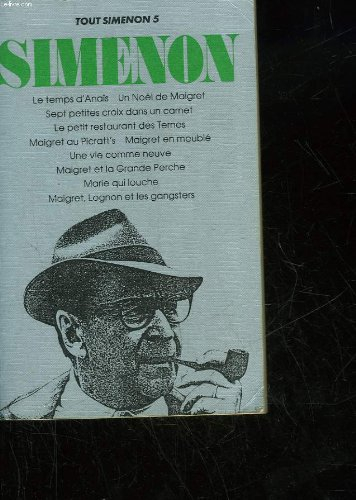 TOUT SIMENON 5
SIMENON
Le temps d'Anaïs   Un Noël de Maigret
Sept petites croix dans un carnet
Le petit restaurant des Ternes
Maigret au Picratt's   Maigret en meublé
Une vie comme neuve
Maigret et la Grande Perche
Marie qui louche
Maigret, Lognon et les gangsters